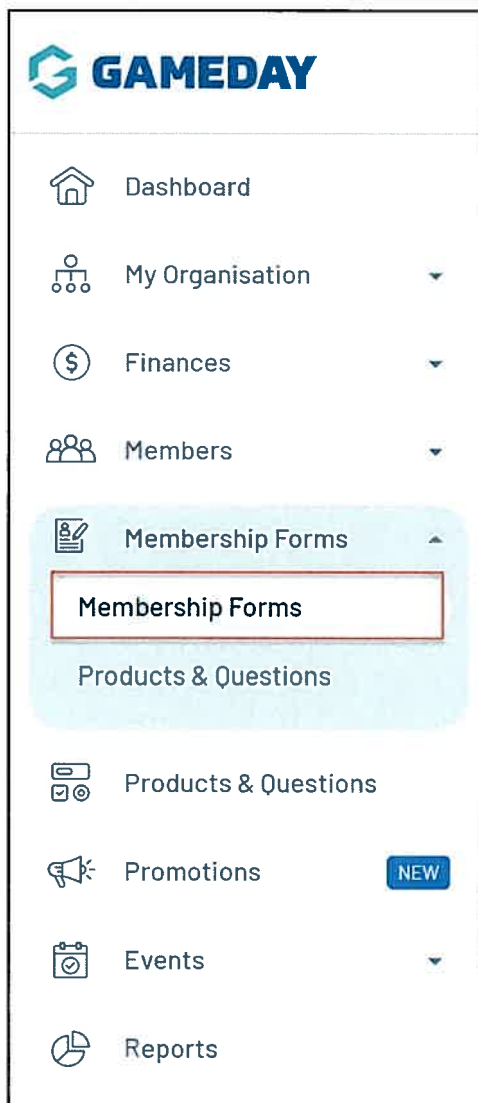 GAMEDAY
Dashboard
My Organisation
Finances
Members
Membership Forms
Membership Forms
Products & Questions
Products & Questions
Promotions NEW
Events
Reports